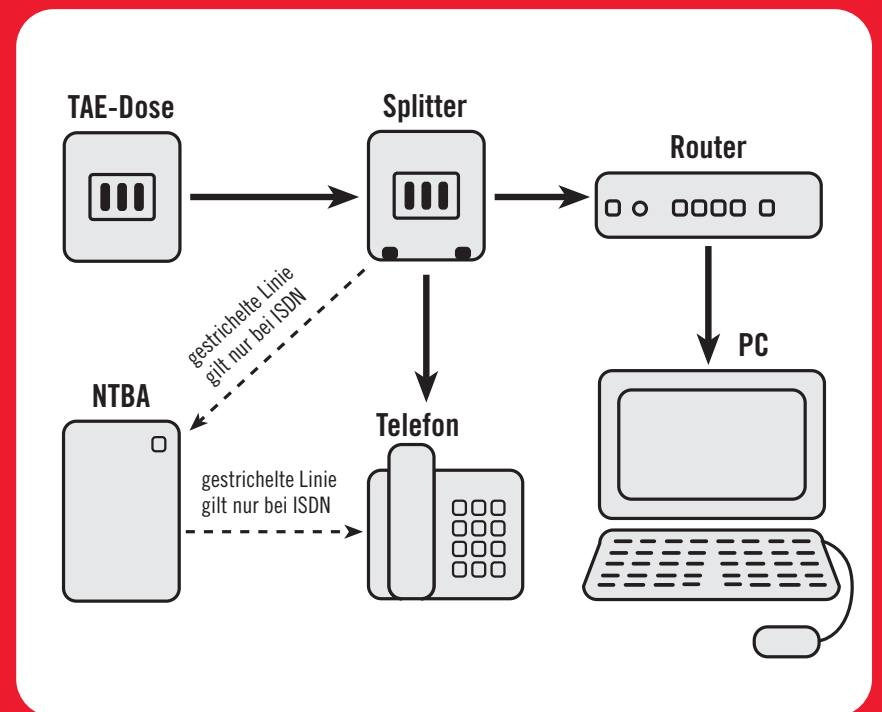 TAE-Dose
Splitter
Router
gestrichelte Linie
gilt nur bei ISDN
PC
NTBA
Telefon
gestrichelte Linie
gilt nur bei ISDN